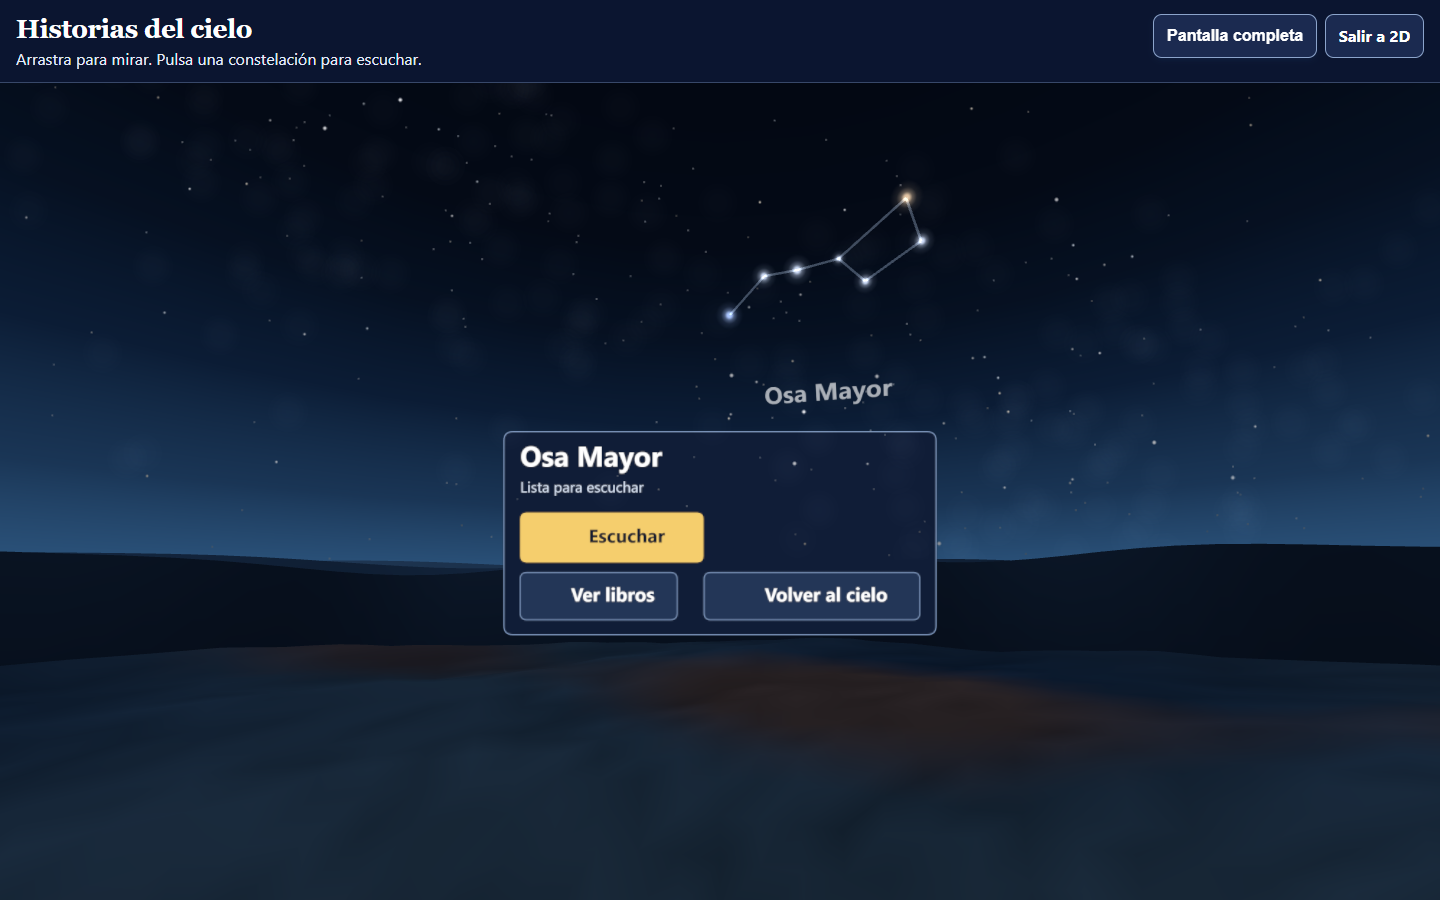 Historias del cielo
Arrastra para mirar. Pulsa una constelación para escuchar.
Pantalla completa
Salir a 2D
Osa Mayor
Osa Mayor
Lista para escuchar
Escuchar
Ver libros
Volver al cielo